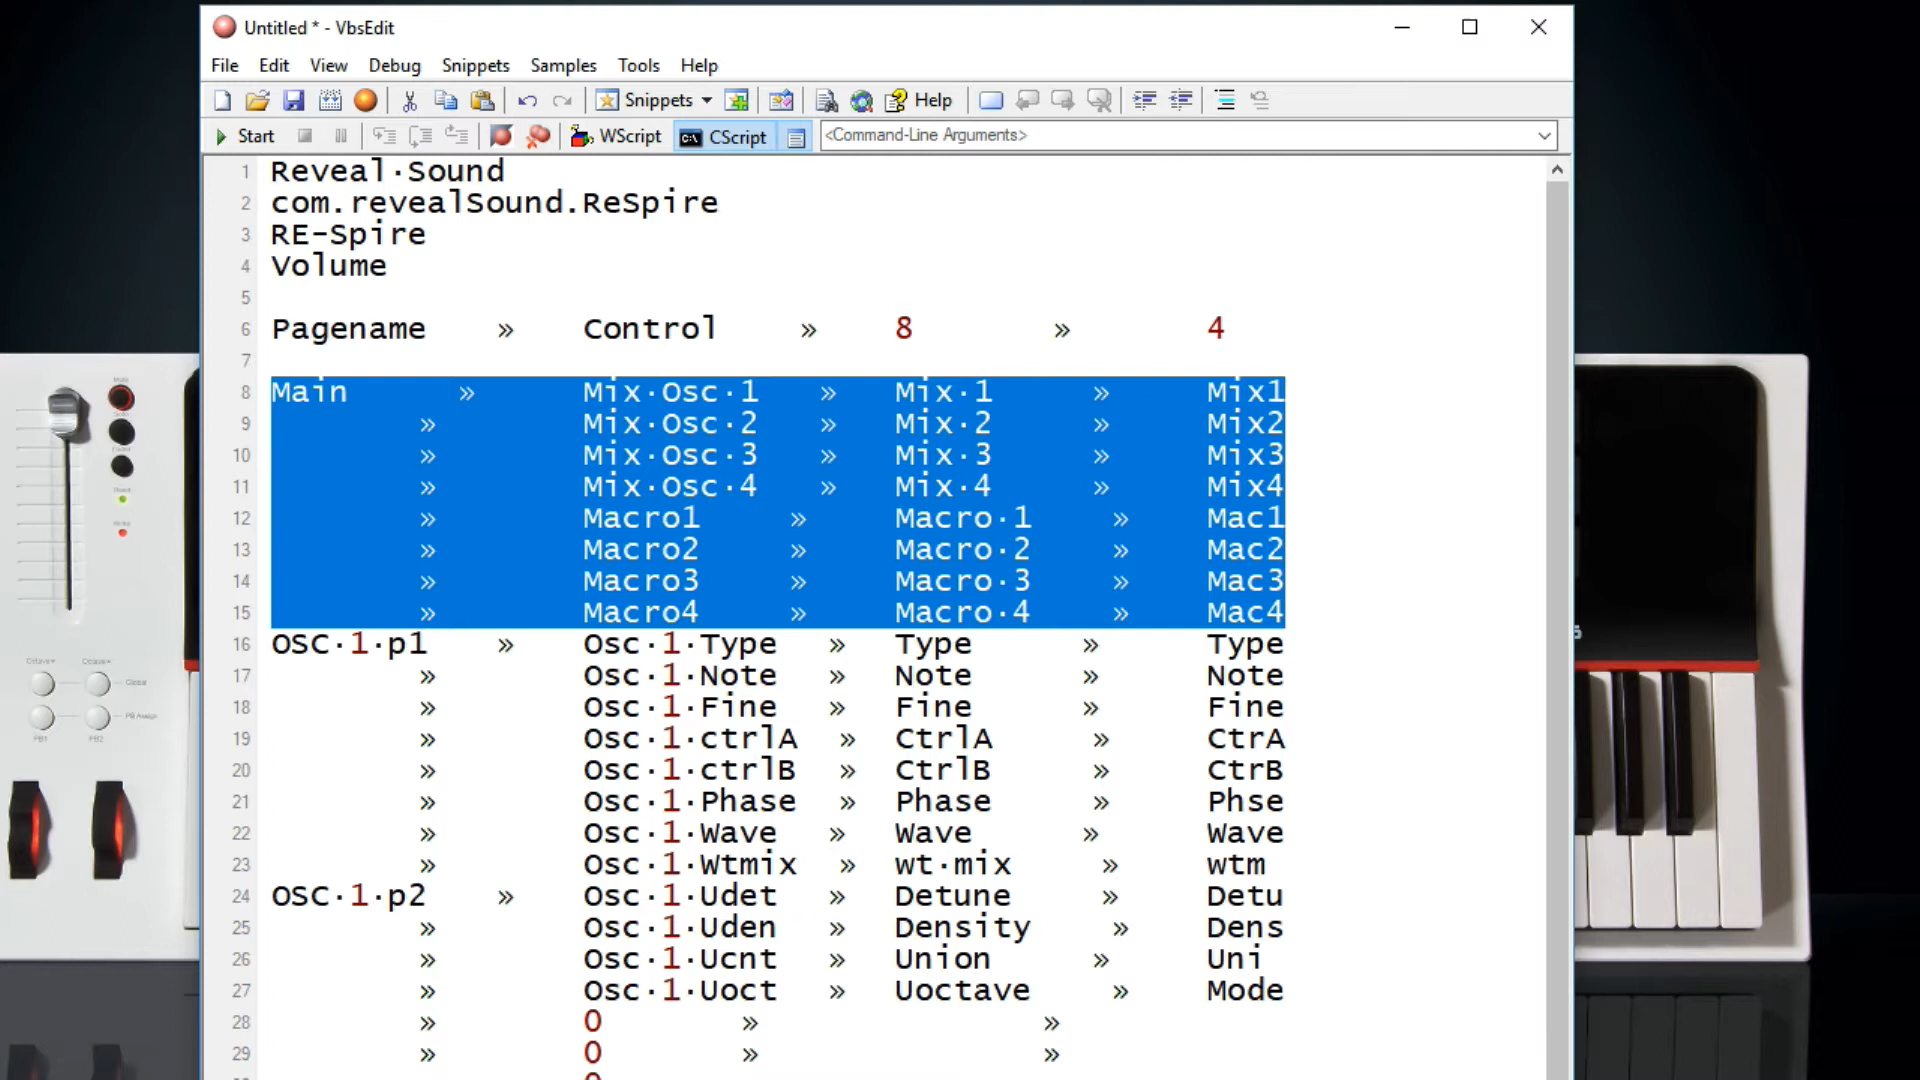 Untitled * - VbsEdit
File Edit View Debug Snippets Samples Tools Help
Snippets Help
Start WScript CScript <Command-Line Arguments>
1 Reveal·Sound
2 com.revealSound.ReSpire
3 RE-Spire
4 Volume
5
6 Pagename » Control » 8 » 4
7
8 Main » Mix·Osc·1 » Mix·1 » Mix1
9 » Mix·Osc·2 » Mix·2 » Mix2
10 » Mix·Osc·3 » Mix·3 » Mix3
11 » Mix·Osc·4 » Mix·4 » Mix4
12 » Macro1 » Macro·1 » Mac1
13 » Macro2 » Macro·2 » Mac2
14 » Macro3 » Macro·3 » Mac3
15 » Macro4 » Macro·4 » Mac4
16 OSC·1·p1 » Osc·1·Type » Type » Type
17 » Osc·1·Note » Note » Note
18 » Osc·1·Fine » Fine » Fine
19 » Osc·1·ctrlA » CtrlA » CtrA
20 » Osc·1·ctrlB » CtrlB » CtrB
21 » Osc·1·Phase » Phase » Phse
22 » Osc·1·Wave » Wave » Wave
23 » Osc·1·Wtmix » wt·mix » wtm
24 OSC·1·p2 » Osc·1·Udet » Detune » Detu
25 » Osc·1·Uden » Density » Dens
26 » Osc·1·Ucnt » Union » Uni
27 » Osc·1·Uoct » Uoctave » Mode
28 » 0 » »
29 » 0 » »
Octave- Octave+ Global
PB Assign
PB1 PB2